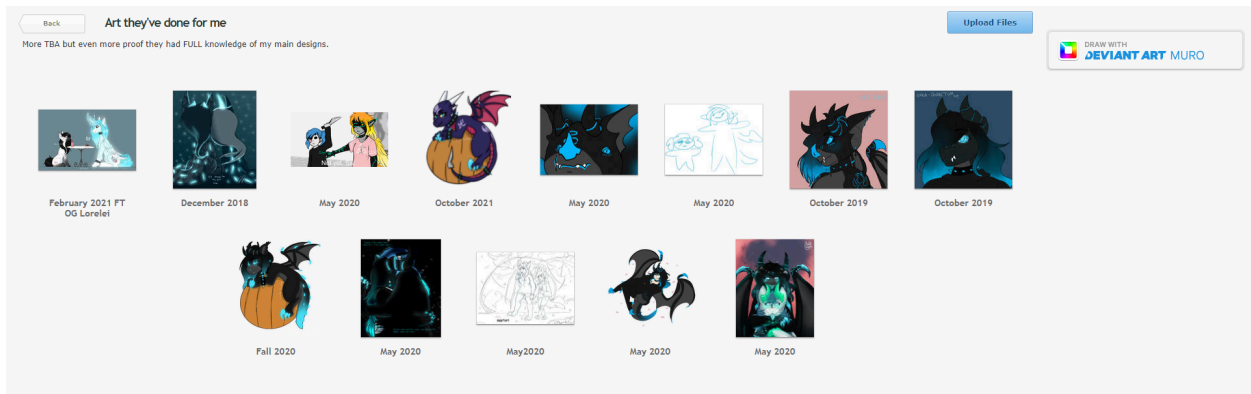 Back
Art they've done for me
Upload Files
More TBA but even more proof they had FULL knowledge of my main designs.
DRAW WITH
DEVIANT ART MURO
February 2021 FT
OG Lorelei
December 2018
May 2020
October 2021
May 2020
May 2020
October 2019
October 2019
Fall 2020
May 2020
May2020
May 2020
May 2020